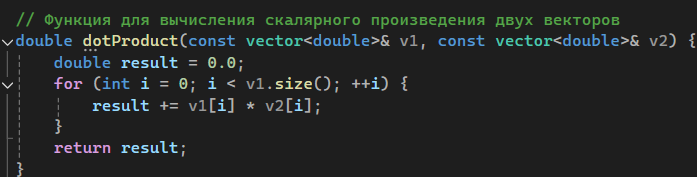 // Функция для вычисления скалярного произведения двух векторов
double dotProduct(const vector<double>& v1, const vector<double>& v2) {
    double result = 0.0;
    for (int i = 0; i < v1.size(); ++i) {
        result += v1[i] * v2[i];
    }
    return result;
}